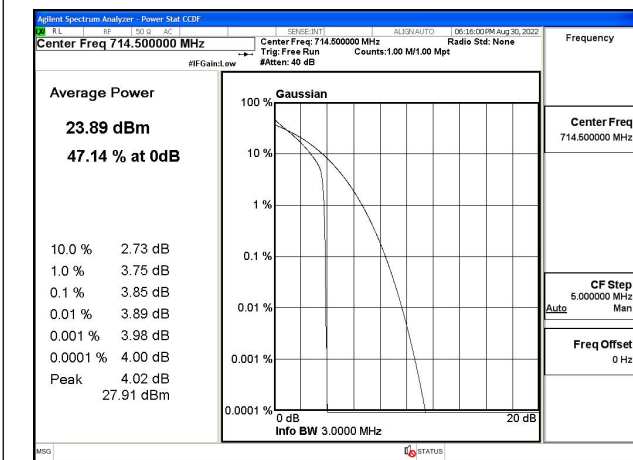 Agilent Spectrum Analyzer - Power Stat CCDF
RL RF 50 Ω AC SENSE:INT ALIGN AUTO 06:16:00 PM Aug 30, 2022
Center Freq 714.500000 MHz
Center Freq: 714.500000 MHz Radio Std: None
Trig: Free Run Counts:1.00 M/1.00 Mpt
#IFGain:Low #Atten: 40 dB
Frequency
Average Power
23.89 dBm
47.14 % at 0dB
10.0 % 2.73 dB
1.0 % 3.75 dB
0.1 % 3.85 dB
0.01 % 3.89 dB
0.001 % 3.98 dB
0.0001 % 4.00 dB
Peak 4.02 dB
27.91 dBm
Gaussian
100 %
10 %
1 %
0.1 %
0.01 %
0.001 %
0.0001 %
0 dB 20 dB
Info BW 3.0000 MHz
Center Freq
714.500000 MHz
CF Step
5.000000 MHz
Auto Man
Freq Offset
0 Hz
MSG STATUS